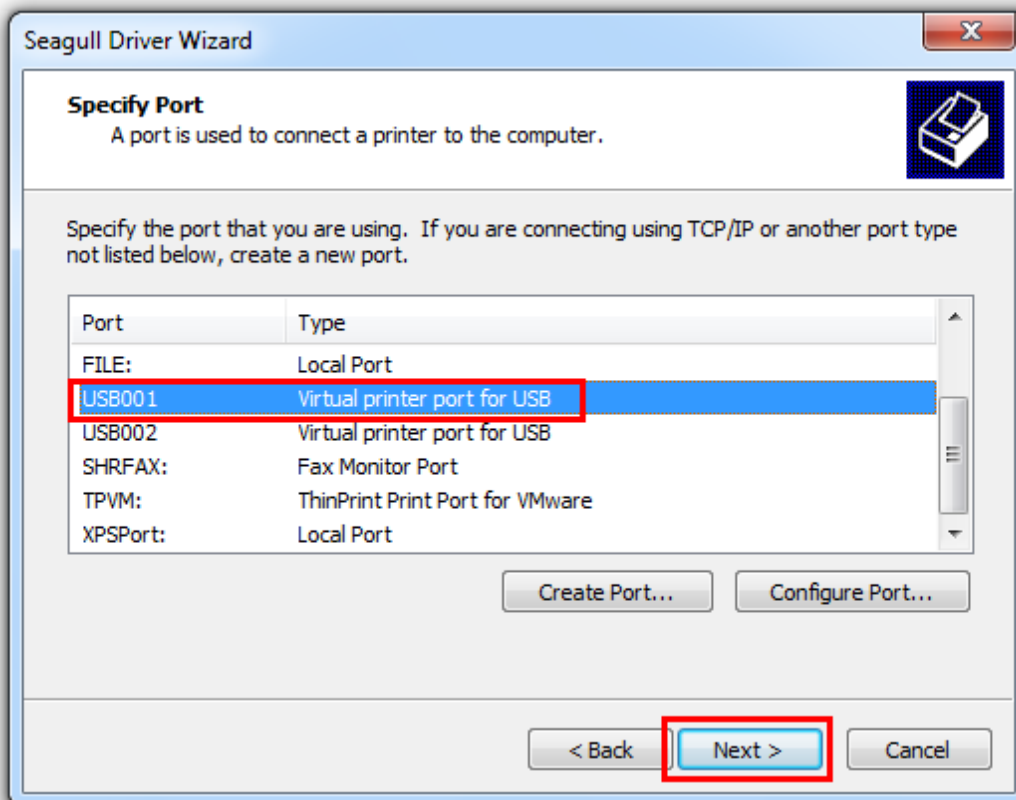 Seagull Driver Wizard
Specify Port
A port is used to connect a printer to the computer.
Specify the port that you are using.  If you are connecting using TCP/IP or another port type
not listed below, create a new port.
Port Type
FILE: Local Port
USB001 Virtual printer port for USB
USB002 Virtual printer port for USB
SHRFAX: Fax Monitor Port
TPVM: ThinPrint Print Port for VMware
XPSPort: Local Port
Create Port... Configure Port...
< Back Next > Cancel